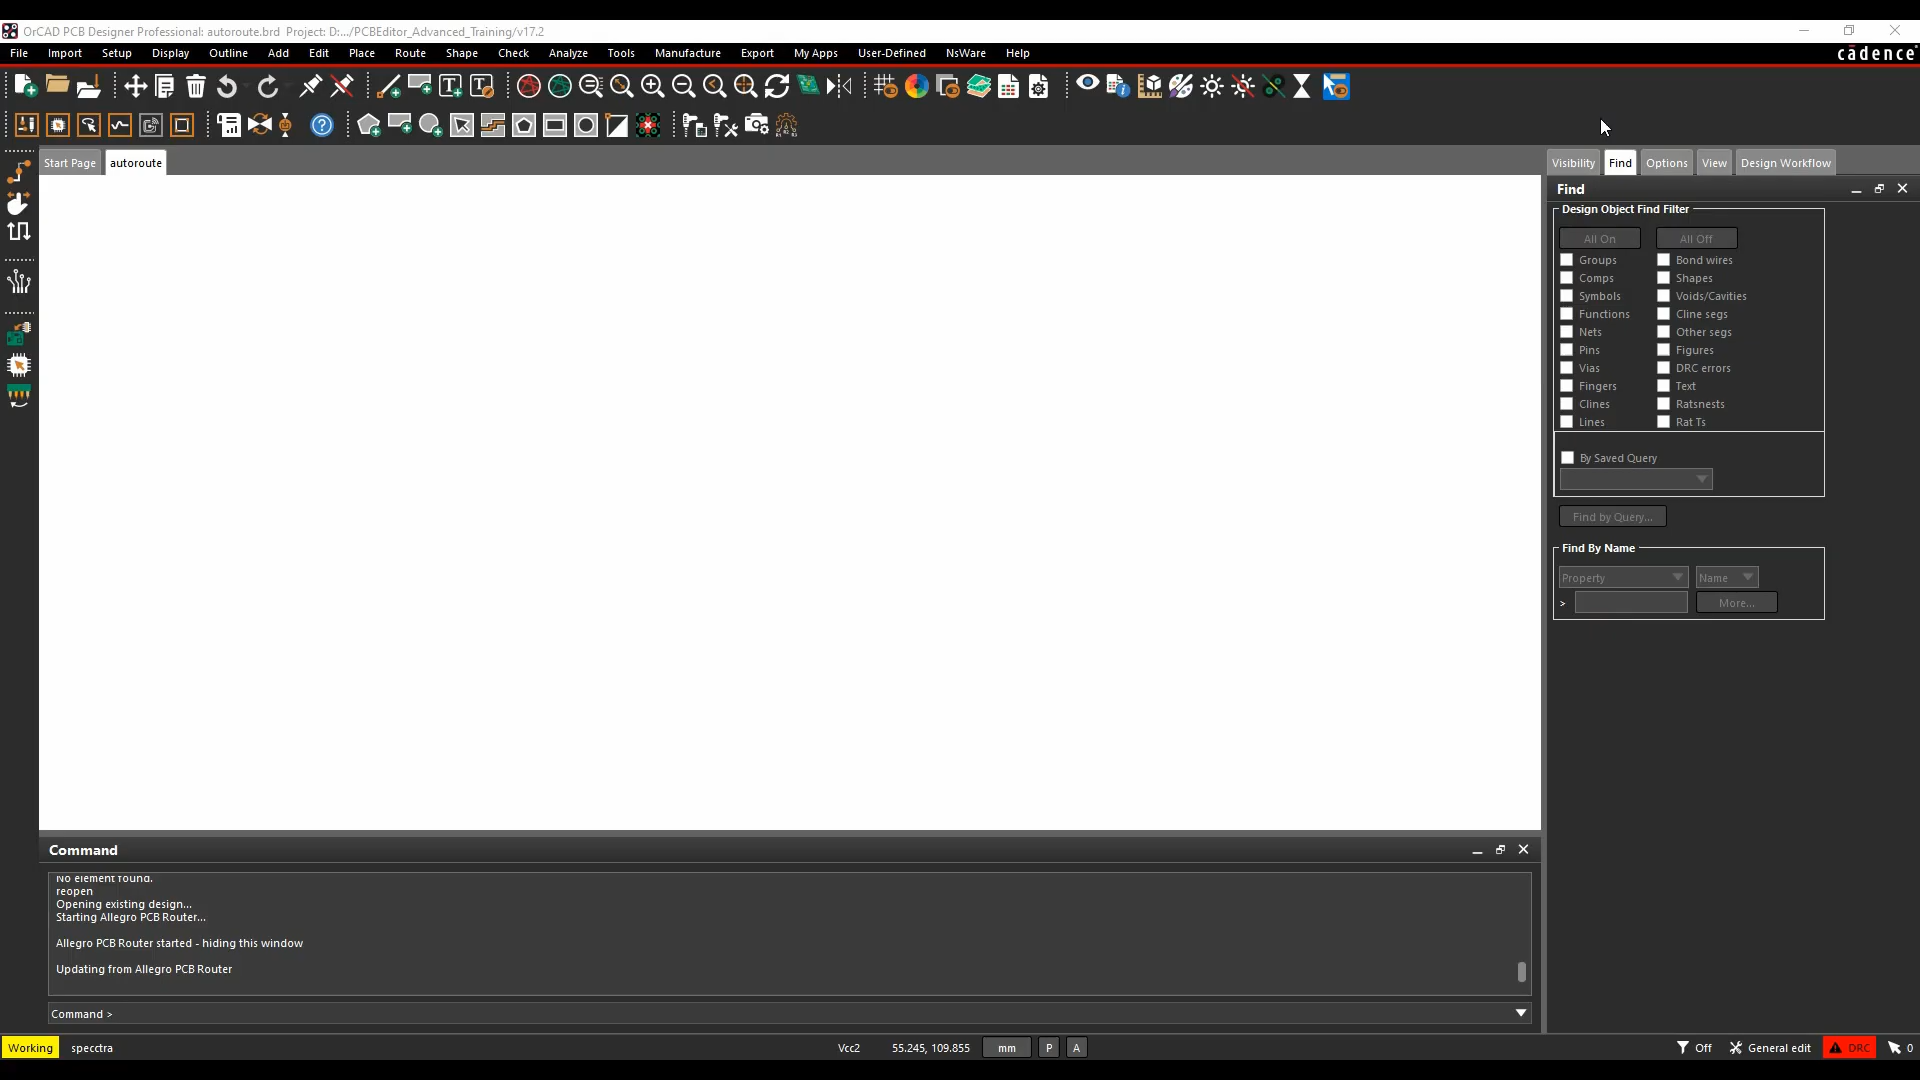 OrCAD PCB Designer Professional: autoroute.brd  Project: D:.../PCBEditor_Advanced_Training/v17.2
File Import Setup Display Outline Add Edit Place Route Shape Check Analyze Tools Manufacture Export My Apps User-Defined NsWare Help
cādence
Start Page autoroute
Visibility Find Options View Design Workflow
Find
Design Object Find Filter
All On All Off
Groups Bond wires
Comps Shapes
Symbols Voids/Cavities
Functions Cline segs
Nets Other segs
Pins Figures
Vias DRC errors
Fingers Text
Clines Ratsnests
Lines Rat Ts
By Saved Query
Find by Query...
Find By Name
Property Name
> More...
Command
No element found.
reopen
Opening existing design...
Starting Allegro PCB Router...
Allegro PCB Router started - hiding this window
Updating from Allegro PCB Router
Command >
Working specctra Vcc2 55.245, 109.855 mm P A Off General edit DRC 0